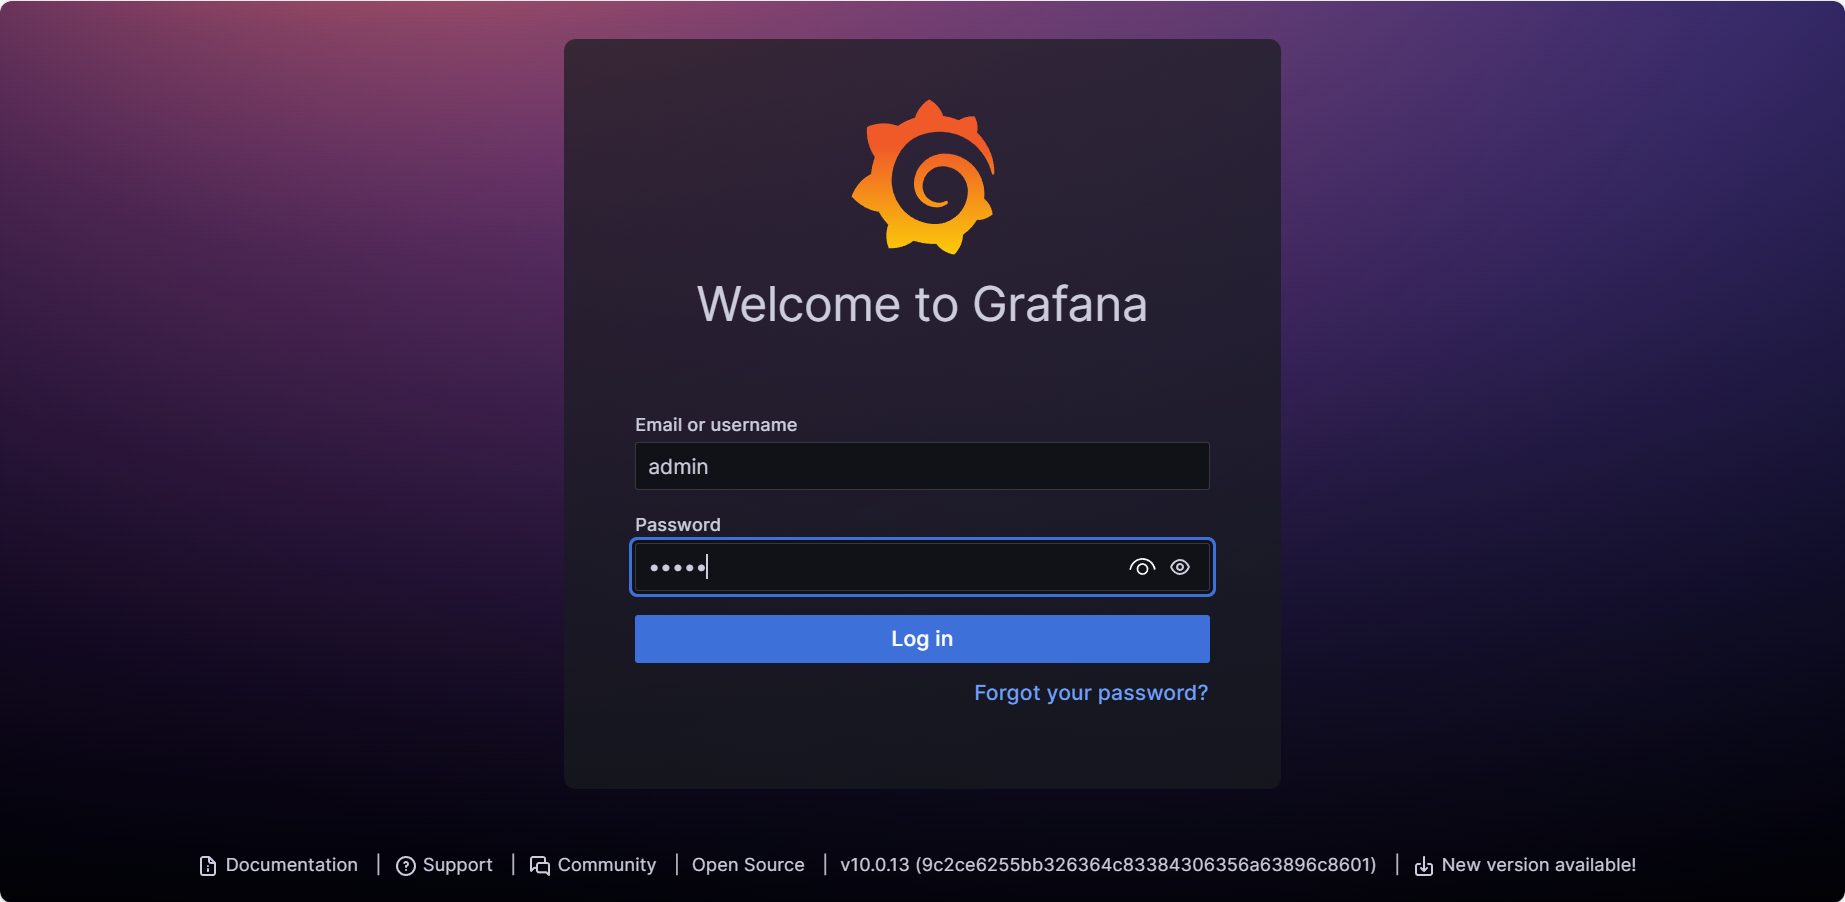 Welcome to Grafana
Email or username
admin
Password
•••••
Log in
Forgot your password?
Documentation | Support | Community | Open Source | v10.0.13 (9c2ce6255bb326364c83384306356a63896c8601) | New version available!